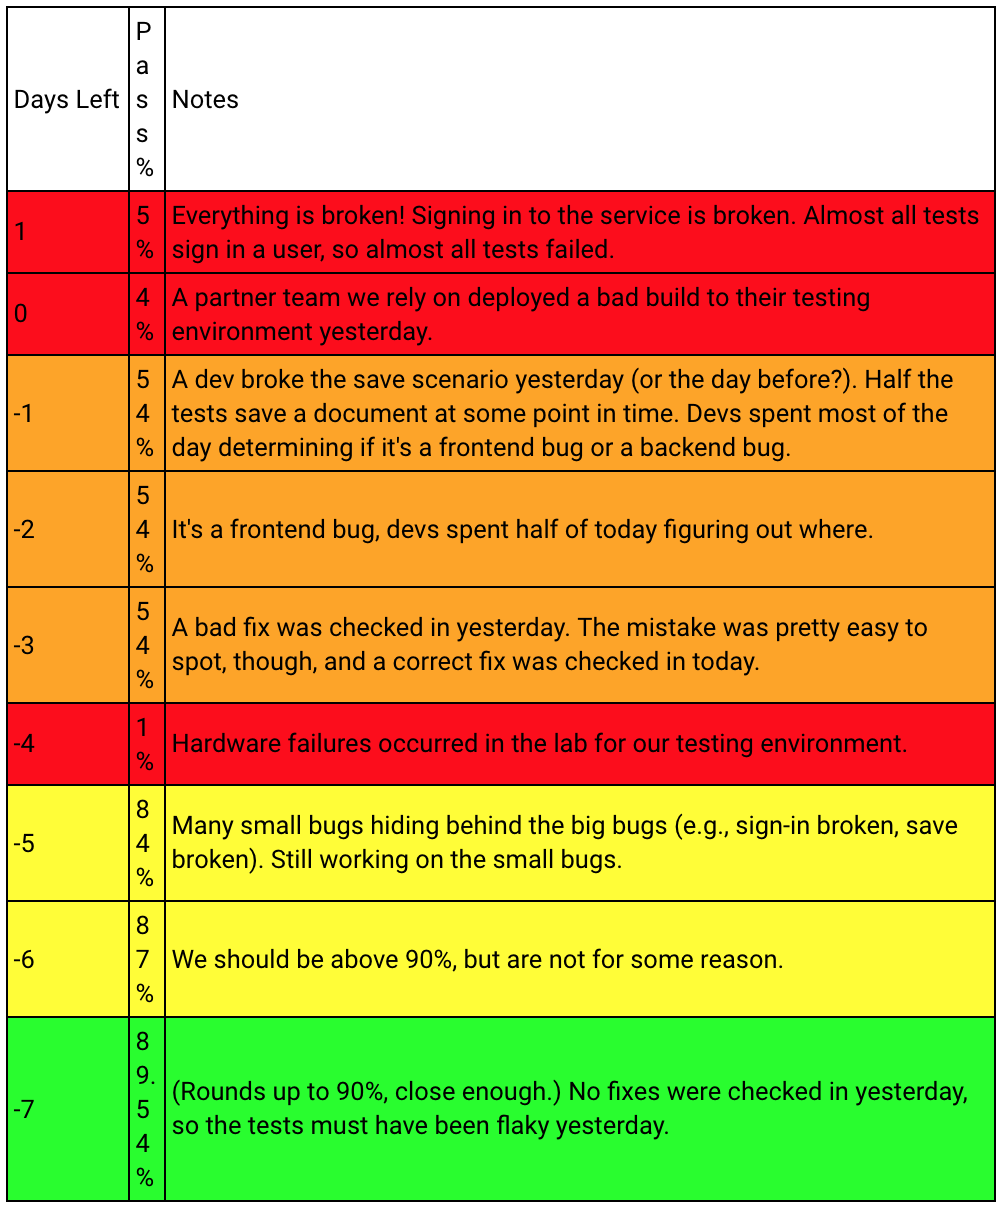 Days Left
Pass%
Notes
1
5%
Everything is broken! Signing in to the service is broken. Almost all tests
sign in a user, so almost all tests failed.
0
4%
A partner team we rely on deployed a bad build to their testing
environment yesterday.
-1
54%
A dev broke the save scenario yesterday (or the day before?). Half the
tests save a document at some point in time. Devs spent most of the
day determining if it's a frontend bug or a backend bug.
-2
54%
It's a frontend bug, devs spent half of today figuring out where.
-3
54%
A bad fix was checked in yesterday. The mistake was pretty easy to
spot, though, and a correct fix was checked in today.
-4
1%
Hardware failures occurred in the lab for our testing environment.
-5
84%
Many small bugs hiding behind the big bugs (e.g., sign-in broken, save
broken). Still working on the small bugs.
-6
87%
We should be above 90%, but are not for some reason.
-7
89.54%
(Rounds up to 90%, close enough.) No fixes were checked in yesterday,
so the tests must have been flaky yesterday.